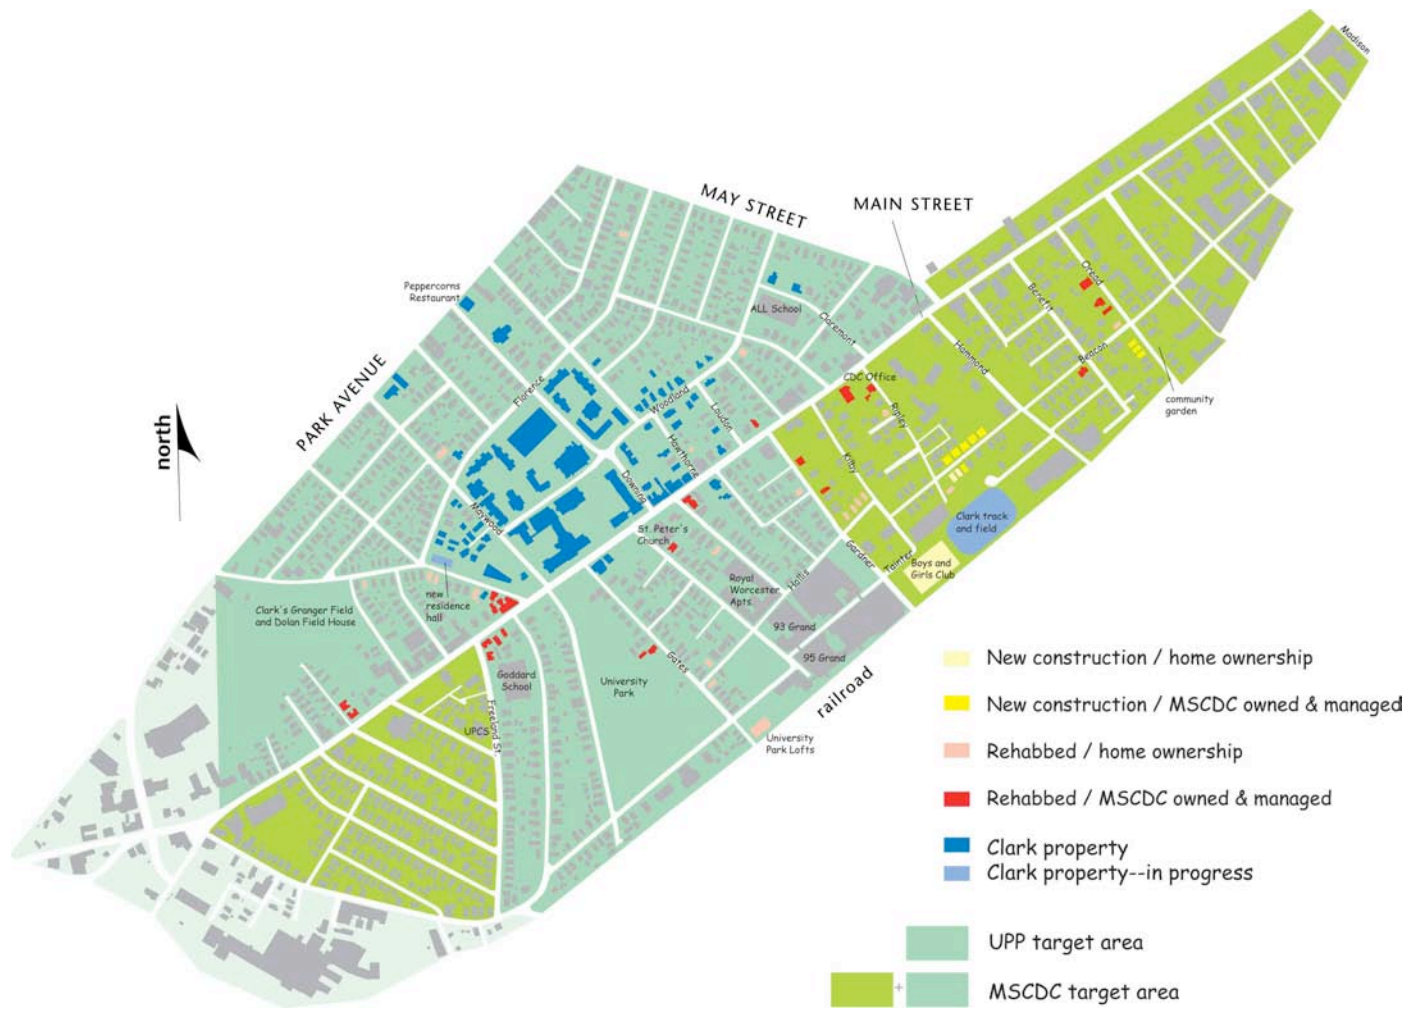 Madison
MAY STREET
MAIN STREET
Peppercorns
Restaurant
ALL School
Claremont
Oread
Benefit
Hammond
Beacon
community
garden
PARK AVENUE
north
Florence
Woodland
Loudon
CDC Office
Ripley
Hawthorne
Downing
Kilby
Maywood
St. Peter's
Church
Clark track
and field
Gardner
Tainter
Boys and
Girls Club
Hollis
Royal
Worcester
Apts.
new
residence
hall
Clark's Granger Field
and Dolan Field House
93 Grand
95 Grand
Gates
Goddard
School
University
Park
railroad
Freeland St.
UPCS
University
Park Lofts
New construction / home ownership
New construction / MSCDC owned & managed
Rehabbed / home ownership
Rehabbed / MSCDC owned & managed
Clark property
Clark property--in progress
UPP target area
+
MSCDC target area